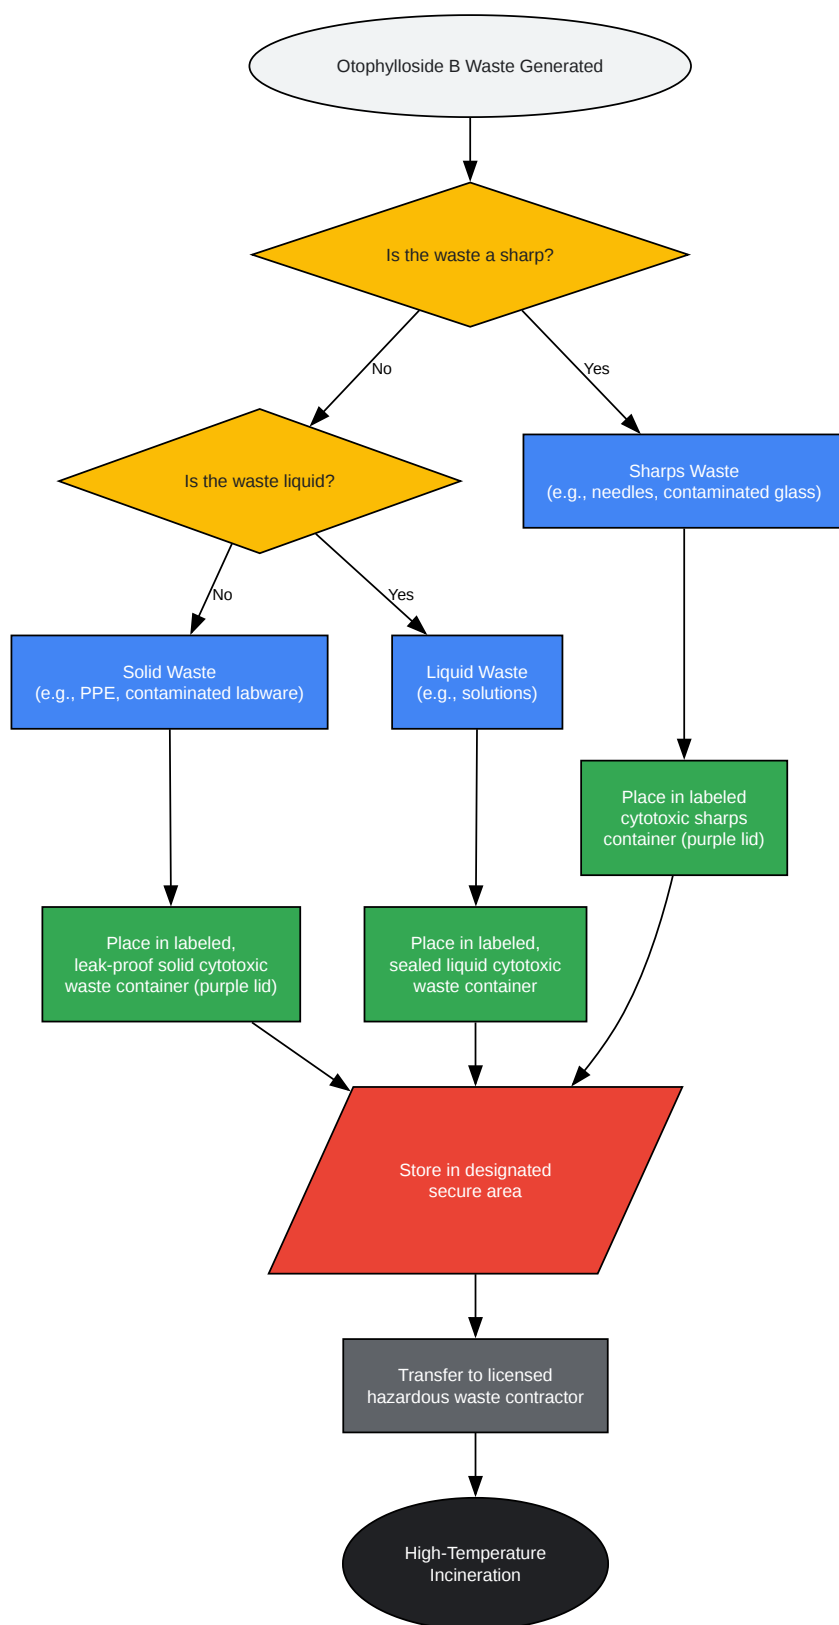 Otophylloside B Waste Generated
Is the waste a sharp?
No
Yes
Is the waste liquid?
Sharps Waste
(e.g., needles, contaminated glass)
No
Yes
Solid Waste
(e.g., PPE, contaminated labware)
Liquid Waste
(e.g., solutions)
Place in labeled
cytotoxic sharps
container (purple lid)
Place in labeled,
leak-proof solid cytotoxic
waste container (purple lid)
Place in labeled,
sealed liquid cytotoxic
waste container
Store in designated
secure area
Transfer to licensed
hazardous waste contractor
High-Temperature
Incineration